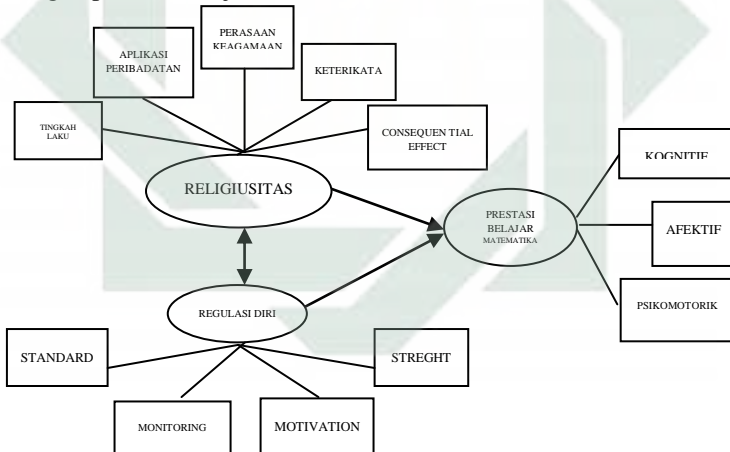 PERASAAN
KEAGAMAAN
APLIKASI
PERIBADATAN
KETERIKATA
TINGKAH
LAKU
CONSEQUEN TIAL
EFFECT
RELIGIUSITAS
KOGNITIF
PRESTASI
BELAJAR
MATEMATIKA
AFEKTIF
PSIKOMOTORIK
REGULASI DIRI
STANDARD
STREGHT
MONITORING
MOTIVATION